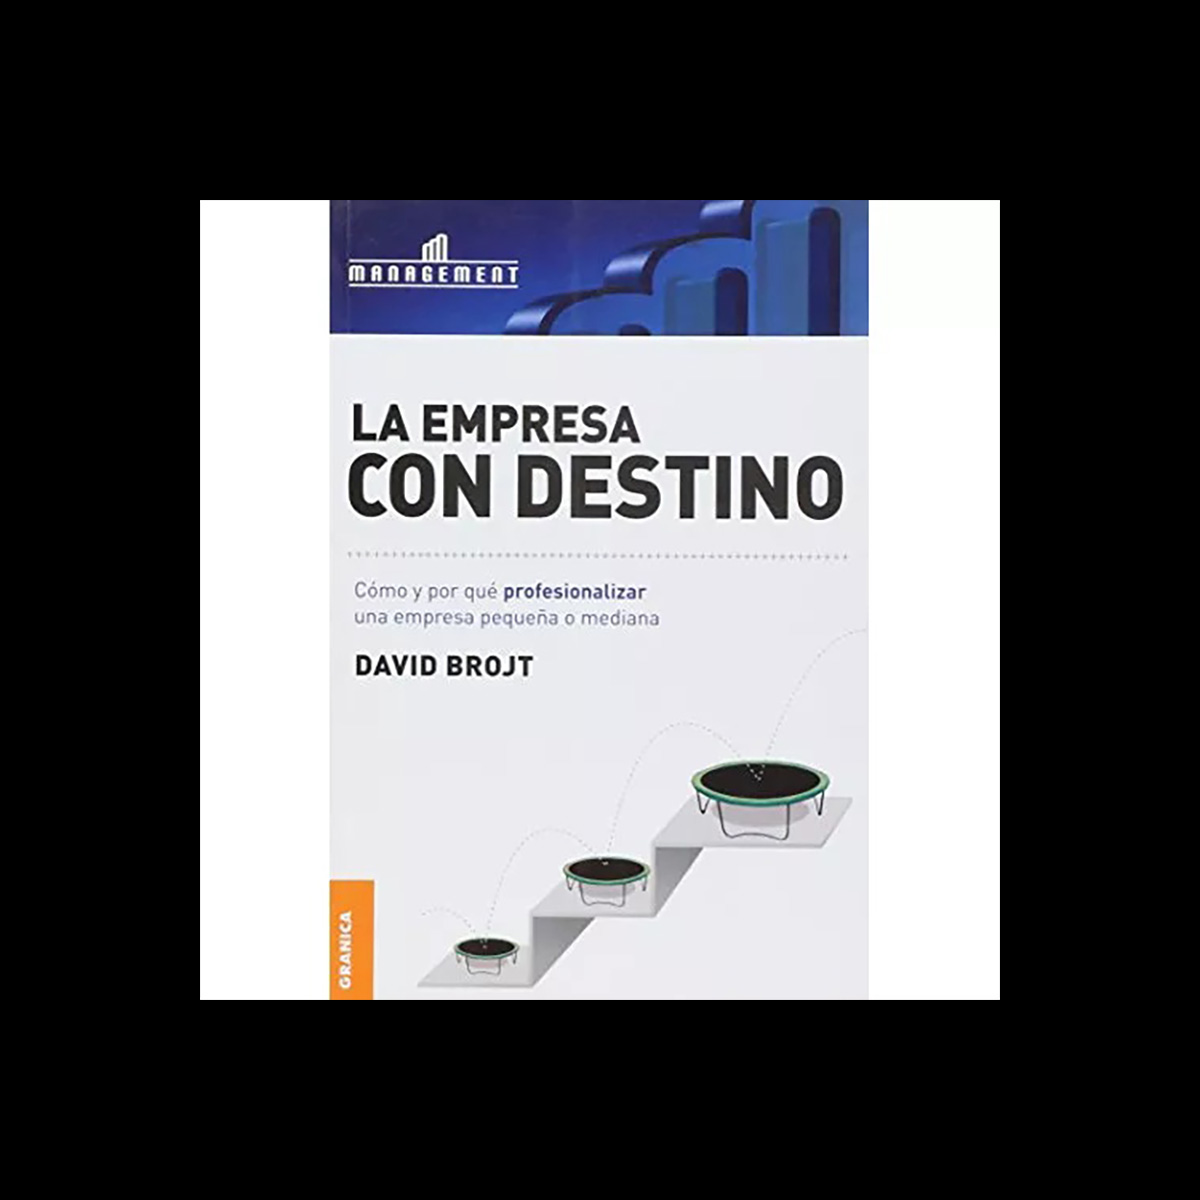 MANAGEMENT
LA EMPRESA
CON DESTINO
Cómo y por qué profesionalizar
una empresa pequeña o mediana
DAVID BROJT
GRANICA